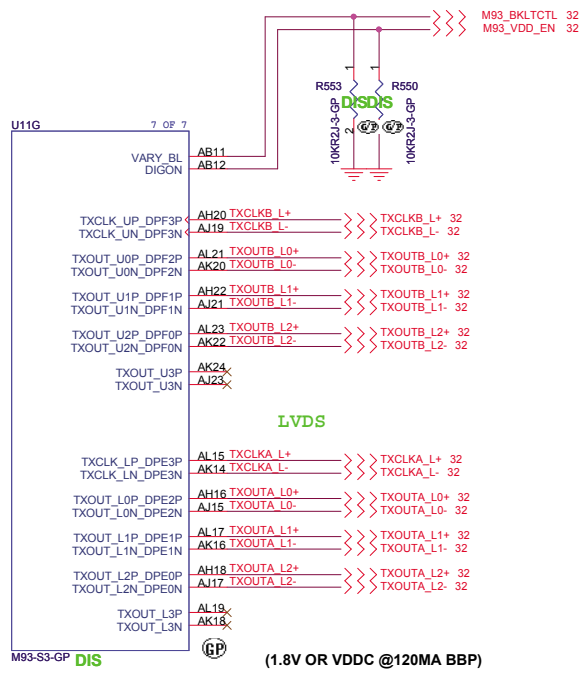 M93_BKLTCTL 32
M93_VDD_EN 32
1 1
R553 R550
DIS DIS
G/P G/P
2
10KR2J-3-GP 10KR2J-3-GP
U11G 7 OF 7
VARY_BL AB11
DIGON AB12
TXCLK_UP_DPF3P AH20 TXCLKB_L+ TXCLKB_L+ 32
TXCLK_UN_DPF3N AJ19 TXCLKB_L- TXCLKB_L- 32
TXOUT_U0P_DPF2P AL21 TXOUTB_L0+ TXOUTB_L0+ 32
TXOUT_U0N_DPF2N AK20 TXOUTB_L0- TXOUTB_L0- 32
TXOUT_U1P_DPF1P AH22 TXOUTB_L1+ TXOUTB_L1+ 32
TXOUT_U1N_DPF1N AJ21 TXOUTB_L1- TXOUTB_L1- 32
TXOUT_U2P_DPF0P AL23 TXOUTB_L2+ TXOUTB_L2+ 32
TXOUT_U2N_DPF0N AK22 TXOUTB_L2- TXOUTB_L2- 32
TXOUT_U3P AK24
TXOUT_U3N AJ23
LVDS
TXCLK_LP_DPE3P AL15 TXCLKA_L+ TXCLKA_L+ 32
TXCLK_LN_DPE3N AK14 TXCLKA_L- TXCLKA_L- 32
TXOUT_L0P_DPE2P AH16 TXOUTA_L0+ TXOUTA_L0+ 32
TXOUT_L0N_DPE2N AJ15 TXOUTA_L0- TXOUTA_L0- 32
TXOUT_L1P_DPE1P AL17 TXOUTA_L1+ TXOUTA_L1+ 32
TXOUT_L1N_DPE1N AK16 TXOUTA_L1- TXOUTA_L1- 32
TXOUT_L2P_DPE0P AH18 TXOUTA_L2+ TXOUTA_L2+ 32
TXOUT_L2N_DPE0N AJ17 TXOUTA_L2- TXOUTA_L2- 32
TXOUT_L3P AL19
TXOUT_L3N AK18
M93-S3-GP DIS GP
(1.8V OR VDDC @120MA BBP)